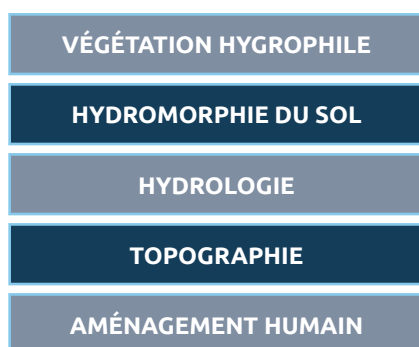 VÉGÉTATION HYGROPHILE
HYDROMORPHIE DU SOL
HYDROLOGIE
TOPOGRAPHIE
AMÉNAGEMENT HUMAIN